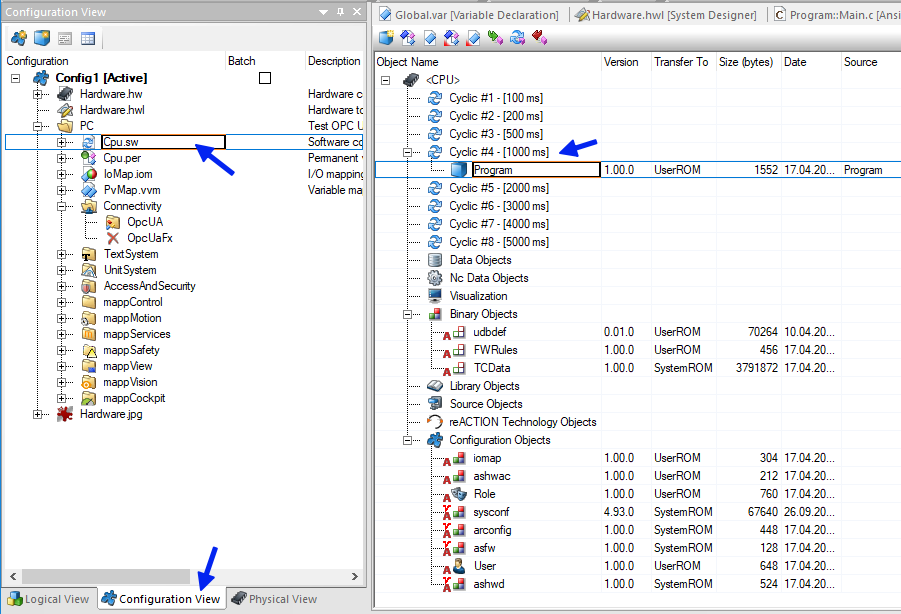 Configuration View
Configuration Batch Description
Config1 [Active]
Hardware.hw Hardware c
Hardware.hwl Hardware to
PC Test OPC U
Cpu.sw Software co
Cpu.per Permanent v
IoMap.iom I/O mapping
PvMap.vvm Variable ma
Connectivity
OpcUA
OpcUaFx
TextSystem
UnitSystem
AccessAndSecurity
mappControl
mappMotion
mappServices
mappSafety
mappView
mappVision
mappCockpit
Hardware.jpg
Logical View Configuration View Physical View
Global.var [Variable Declaration] Hardware.hwl [System Designer] Program::Main.c [Ansi
Object Name Version Transfer To Size (bytes) Date Source
<CPU>
Cyclic #1 - [100 ms]
Cyclic #2 - [200 ms]
Cyclic #3 - [500 ms]
Cyclic #4 - [1000 ms]
Program 1.00.0 UserROM 1552 17.04.20... Program
Cyclic #5 - [2000 ms]
Cyclic #6 - [3000 ms]
Cyclic #7 - [4000 ms]
Cyclic #8 - [5000 ms]
Data Objects
Nc Data Objects
Visualization
Binary Objects
udbdef 0.01.0 UserROM 70264 10.04.20...
FWRules 1.00.0 UserROM 456 17.04.20...
TCData 1.00.0 SystemROM 3791872 17.04.20...
Library Objects
Source Objects
reACTION Technology Objects
Configuration Objects
iomap 1.00.0 UserROM 304 17.04.20...
ashwac 1.00.0 UserROM 212 17.04.20...
Role 1.00.0 UserROM 760 17.04.20...
sysconf 4.93.0 SystemROM 67640 26.09.20...
arconfig 1.00.0 SystemROM 448 17.04.20...
asfw 1.00.0 SystemROM 128 17.04.20...
User 1.00.0 UserROM 648 17.04.20...
ashwd 1.00.0 SystemROM 524 17.04.20...